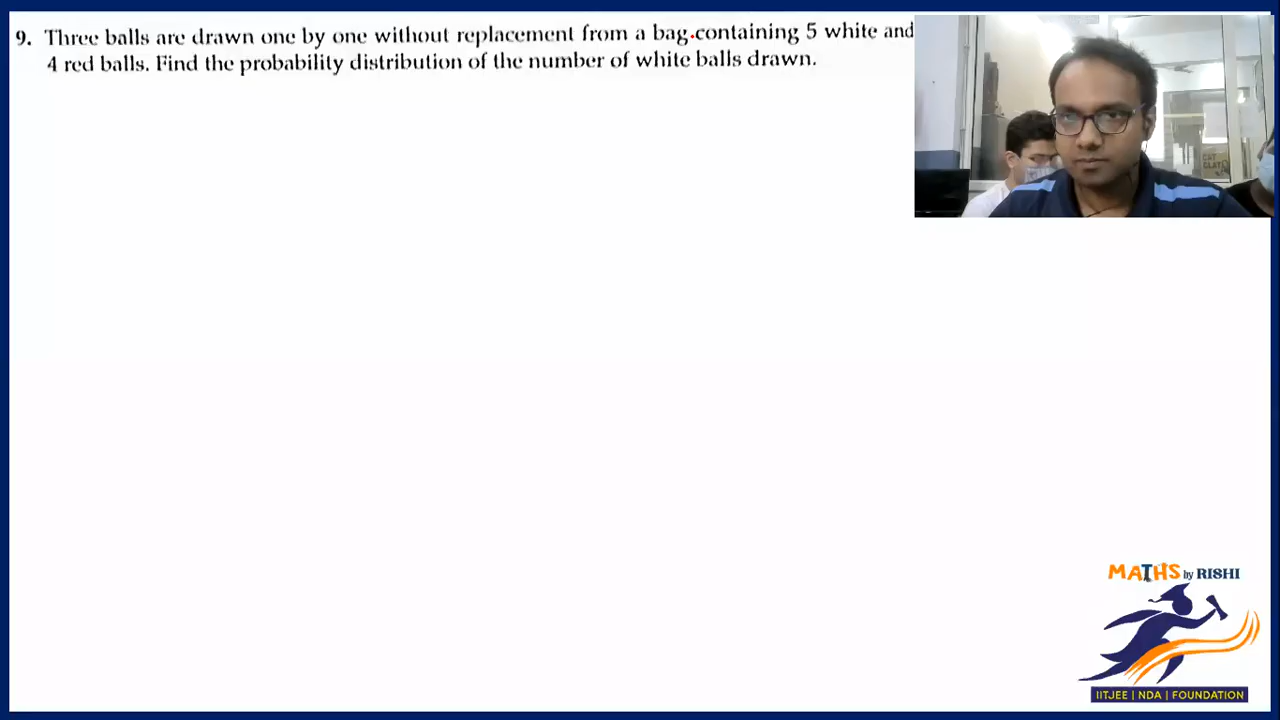 9. Three balls are drawn one by one without replacement from a bag containing 5 white and
4 red balls. Find the probability distribution of the number of white balls drawn.
MATHS by RISHI
IITJEE | NDA | FOUNDATION